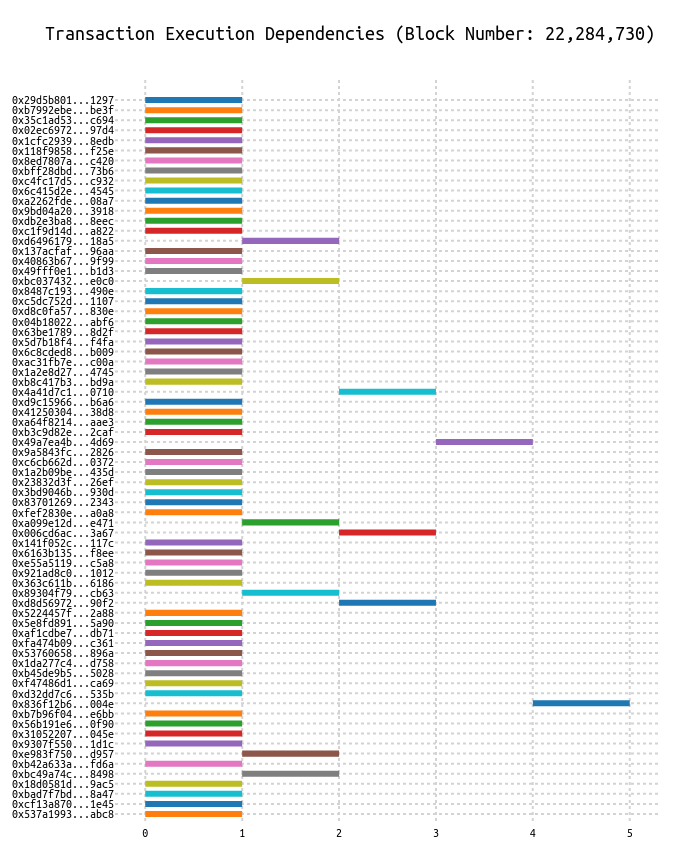 Transaction Execution Dependencies (Block Number: 22,284,730)
0x29d5b801...1297
0xb7992ebe...be3f
0x35c1ad53...c694
0x02ec6972...97d4
0x1cfc2939...8edb
0x118f9858...f25e
0x8ed7807a...c420
0xbff28dbd...73b6
0xc4fc17d5...c932
0x6c415d2e...4545
0xa2262fde...08a7
0x9bd04a20...3918
0xdb2e3ba8...8eec
0xc1f9d14d...a822
0xd6496179...18a5
0x137acfaf...96aa
0x40863b67...9f99
0x49fff0e1...b1d3
0xbc037432...e0c0
0x8487c193...490e
0xc5dc752d...1107
0xd8c0fa57...830e
0x04b18022...abf6
0x63be1789...8d2f
0x5d7b18f4...f4fa
0x6c8cded8...b009
0xac31fb7e...c00a
0x1a2e8d27...4745
0xb8c417b3...bd9a
0x4a41d7c1...0710
0xd9c15966...b6a6
0x41250304...38d8
0xa64f8214...aae3
0xb3c9d82e...2caf
0x49a7ea4b...4d69
0x9a5843fc...2826
0xc6cb662d...0372
0x1a2b09be...435d
0x23832d3f...26ef
0x3bd9046b...930d
0x83701269...2343
0xfef2830e...a0a8
0xa099e12d...e471
0x006cd6ac...3a67
0x141f052c...117c
0x6163b135...f8ee
0xe55a5119...c5a8
0x921ad8c0...1012
0x363c611b...6186
0x89304f79...cb63
0xd8d56972...90f2
0x5224457f...2a88
0x5e8fd891...5a90
0xaf1cdbe7...db71
0xfa474b09...c361
0x53760658...896a
0x1da277c4...d758
0xb45de9b5...5028
0xf47486d1...ca69
0xd32dd7c6...535b
0x836f12b6...004e
0xb7b96f04...e6bb
0x56b191e6...0f90
0x31052207...045e
0x9307f550...1d1c
0xe983f750...d957
0xb42a633a...fd6a
0xbc49a74c...8498
0x18d0581d...9ac5
0xbad7f7bd...8a47
0xcf13a870...1e45
0x537a1993...abc8
0 1 2 3 4 5